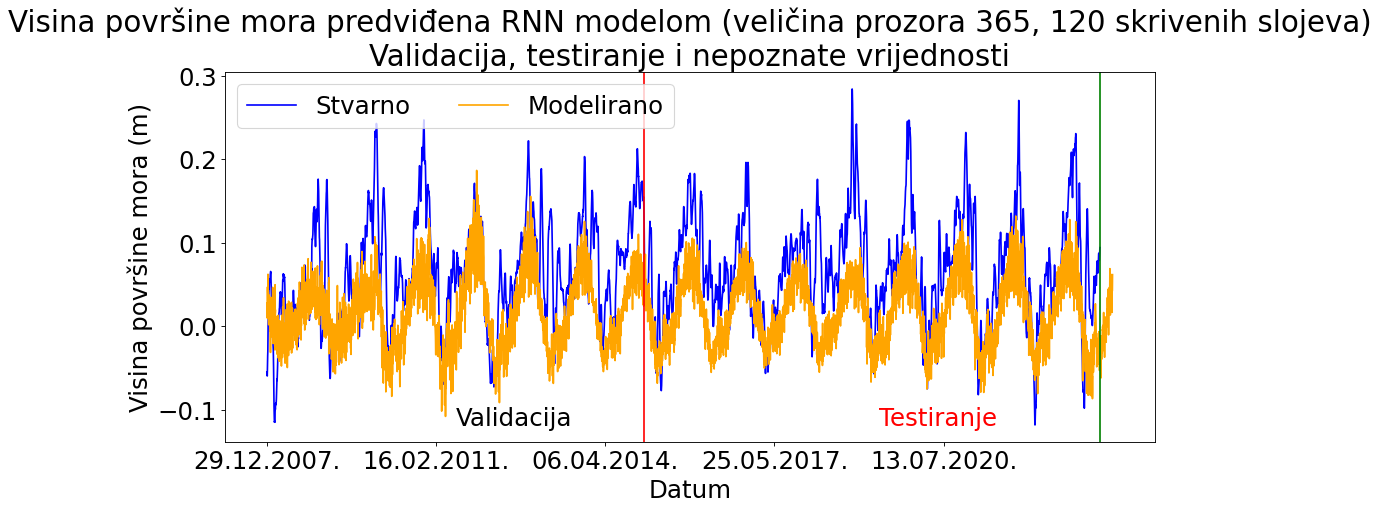 Visina površine mora predviđena RNN modelom (veličina prozora 365, 120 skrivenih slojeva)
Validacija, testiranje i nepoznate vrijednosti
Stvarno
Modelirano
Visina površine mora (m)
0.3
0.2
0.1
0.0
−0.1
Validacija
Testiranje
29.12.2007.
16.02.2011.
06.04.2014.
25.05.2017.
13.07.2020.
Datum